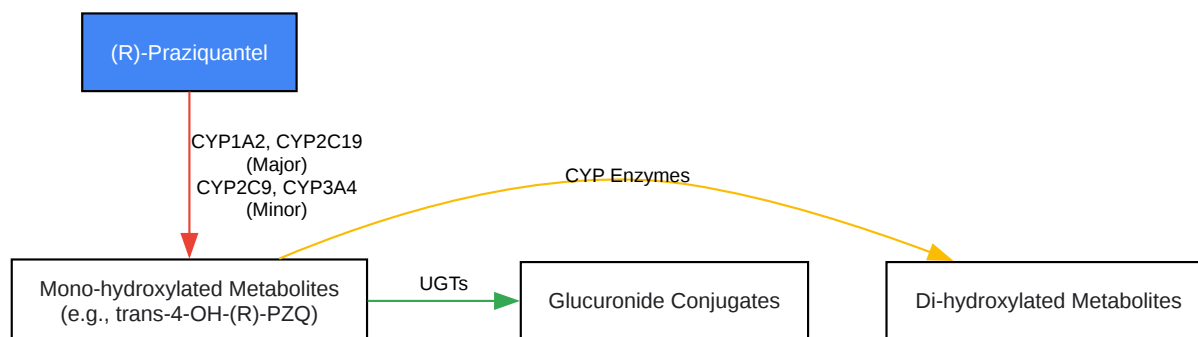 (R)-Praziquantel
CYP1A2, CYP2C19
(Major)
CYP2C9, CYP3A4
(Minor)
CYP Enzymes
Mono-hydroxylated Metabolites
(e.g., trans-4-OH-(R)-PZQ)
UGTs
Glucuronide Conjugates
Di-hydroxylated Metabolites